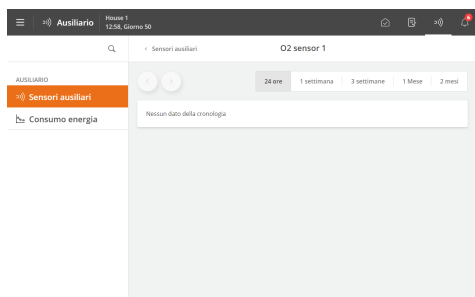 Ausiliario
House 1
12:58, Giorno 50
6
Sensori ausiliari
O2 sensor 1
AUSILIARIO
Sensori ausiliari
Consumo energia
24 ore
1 settimana
3 settimane
1 Mese
2 mesi
Nessun dato della cronologia